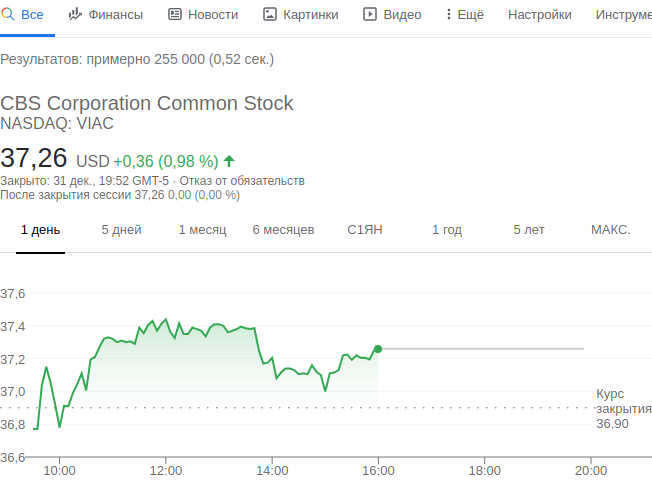 Все Финансы Новости Картинки Видео Ещё Настройки Инструме
Результатов: примерно 255 000 (0,52 сек.)
CBS Corporation Common Stock
NASDAQ: VIAC
37,26 USD +0,36 (0,98 %)
Закрыто: 31 дек., 19:52 GMT-5 · Отказ от обязательств
После закрытия сессии 37,26 0,00 (0,00 %)
1 день 5 дней 1 месяц 6 месяцев С1ЯН 1 год 5 лет МАКС.
37,6
37,4
37,2
37,0
Курс
закрытия
36,90
36,8
36,6
10:00 12:00 14:00 16:00 18:00 20:00